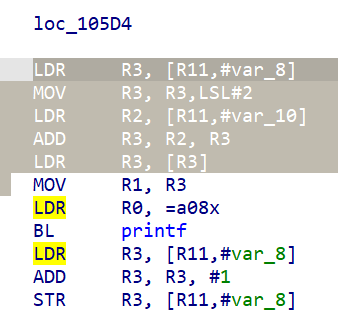 loc_105D4
LDR R3, [R11,#var_8]
MOV R3, R3,LSL#2
LDR R2, [R11,#var_10]
ADD R3, R2, R3
LDR R3, [R3]
MOV R1, R3
LDR R0, =a08x
BL printf
LDR R3, [R11,#var_8]
ADD R3, R3, #1
STR R3, [R11,#var_8]